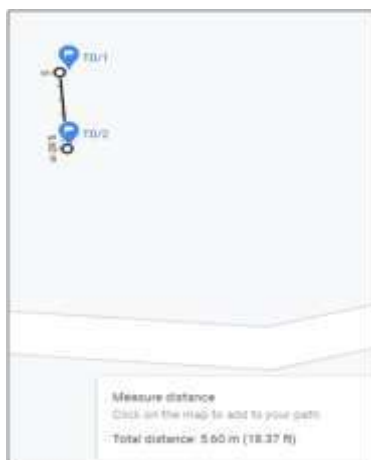 TD/1
TD/2
Measure distance
Click on the map to add to your path
Total distance: 5.60 m (18.37 ft)